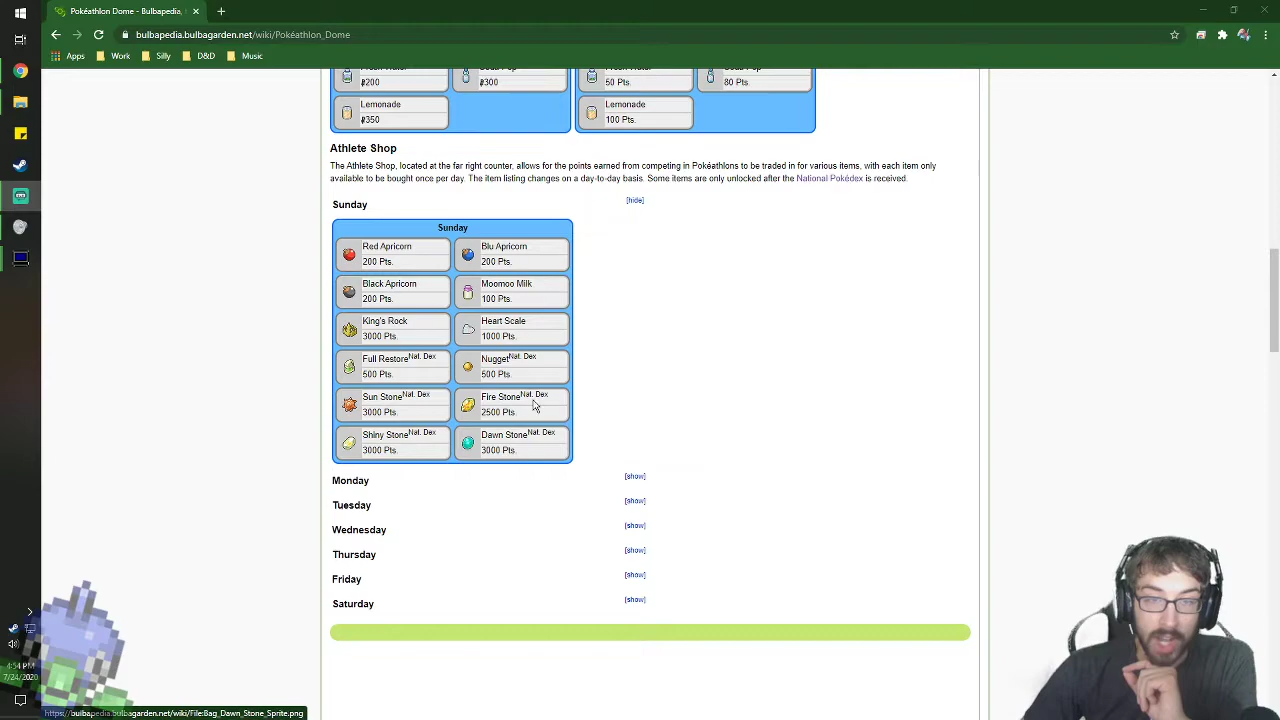 Pokéathlon Dome - Bulbapedia,
bulbapedia.bulbagarden.net/wiki/Pokéathlon_Dome
Apps Work Silly D&D Music
₽200 ₽300 50 Pts. 80 Pts.
Lemonade Lemonade
₽350 100 Pts.
Athlete Shop
The Athlete Shop, located at the far right counter, allows for the points earned from competing in Pokéathlons to be traded in for various items, with each item only
available to be bought once per day. The item listing changes on a day-to-day basis. Some items are only unlocked after the National Pokédex is received.
Sunday [hide]
Sunday
Red Apricorn Blu Apricorn
200 Pts. 200 Pts.
Black Apricorn Moomoo Milk
200 Pts. 100 Pts.
King's Rock Heart Scale
3000 Pts. 1000 Pts.
Full Restore Nat. Dex Nugget Nat. Dex
500 Pts. 500 Pts.
Sun Stone Nat. Dex Fire Stone Nat. Dex
3000 Pts. 2500 Pts.
Shiny Stone Nat. Dex Dawn Stone Nat. Dex
3000 Pts. 3000 Pts.
Monday [show]
Tuesday [show]
Wednesday [show]
Thursday [show]
Friday [show]
Saturday [show]
4:54 PM
7/24/2020
https://bulbapedia.bulbagarden.net/wiki/File:Bag_Dawn_Stone_Sprite.png